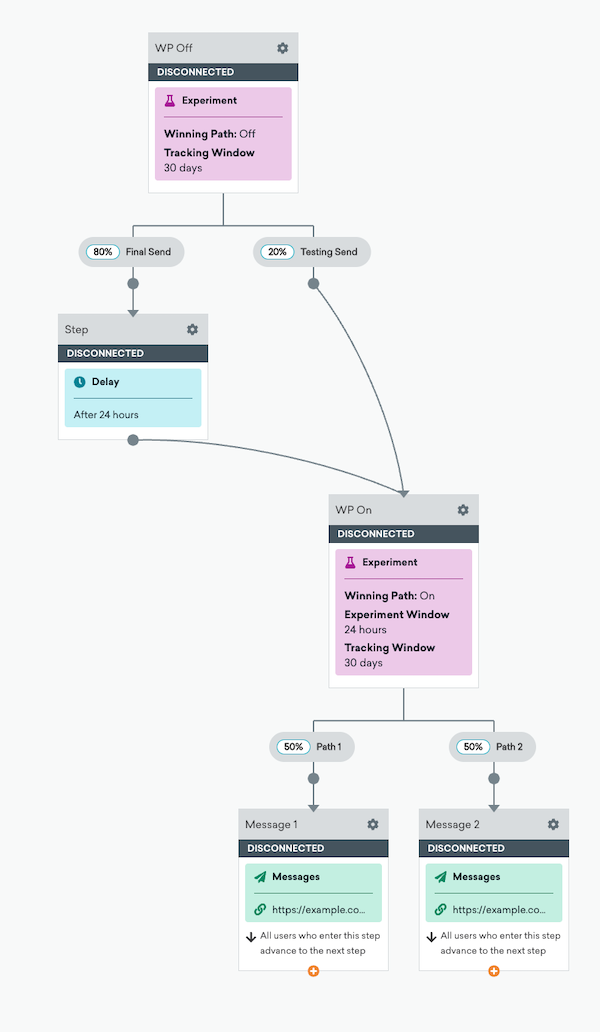 WP Off
DISCONNECTED
Experiment
Winning Path: Off
Tracking Window
30 days
80% Final Send
20% Testing Send
Step
DISCONNECTED
Delay
After 24 hours
WP On
DISCONNECTED
Experiment
Winning Path: On
Experiment Window
24 hours
Tracking Window
30 days
50% Path 1
50% Path 2
Message 1
DISCONNECTED
Messages
https://example.co...
All users who enter this step
advance to the next step
Message 2
DISCONNECTED
Messages
https://example.co...
All users who enter this step
advance to the next step